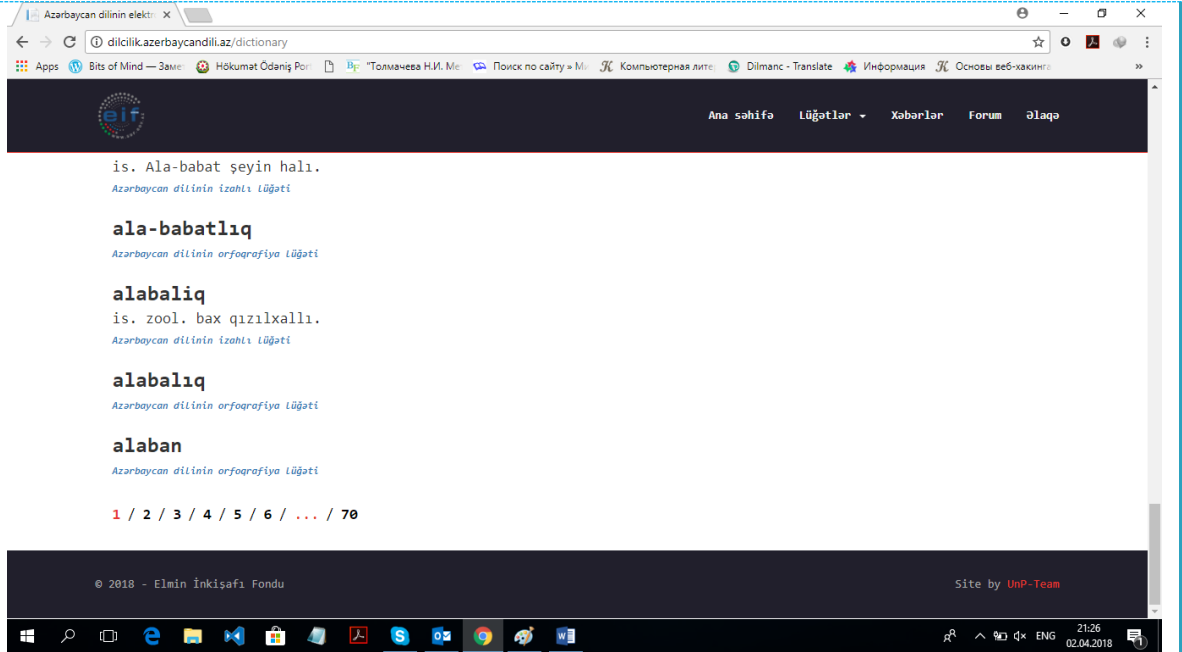 Azərbaycan dilinin elektr
dilcilik.azerbaycandili.az/dictionary
Apps Bits of Mind — Замет Hökumət Ödəniş Por "Толмачева Н.И. Ме Поиск по сайту » Ми Компьютерная лите Dilmanc - Translate Информация Основы веб-хакинга »
eif Ana səhifə Lüğətlər Xəbərlər Forum Əlaqə
is. Ala-babat şeyin halı.
Azərbaycan dilinin izahlı lüğəti
ala-babatlıq
Azərbaycan dilinin orfoqrafiya lüğəti
alabaliq
is. zool. bax qızılxallı.
Azərbaycan dilinin izahlı lüğəti
alabalıq
Azərbaycan dilinin orfoqrafiya lüğəti
alaban
Azərbaycan dilinin orfoqrafiya lüğəti
1 / 2 / 3 / 4 / 5 / 6 / ... / 70
© 2018 - Elmin İnkişafı Fondu Site by UnP-Team
ENG 21:26
02.04.2018